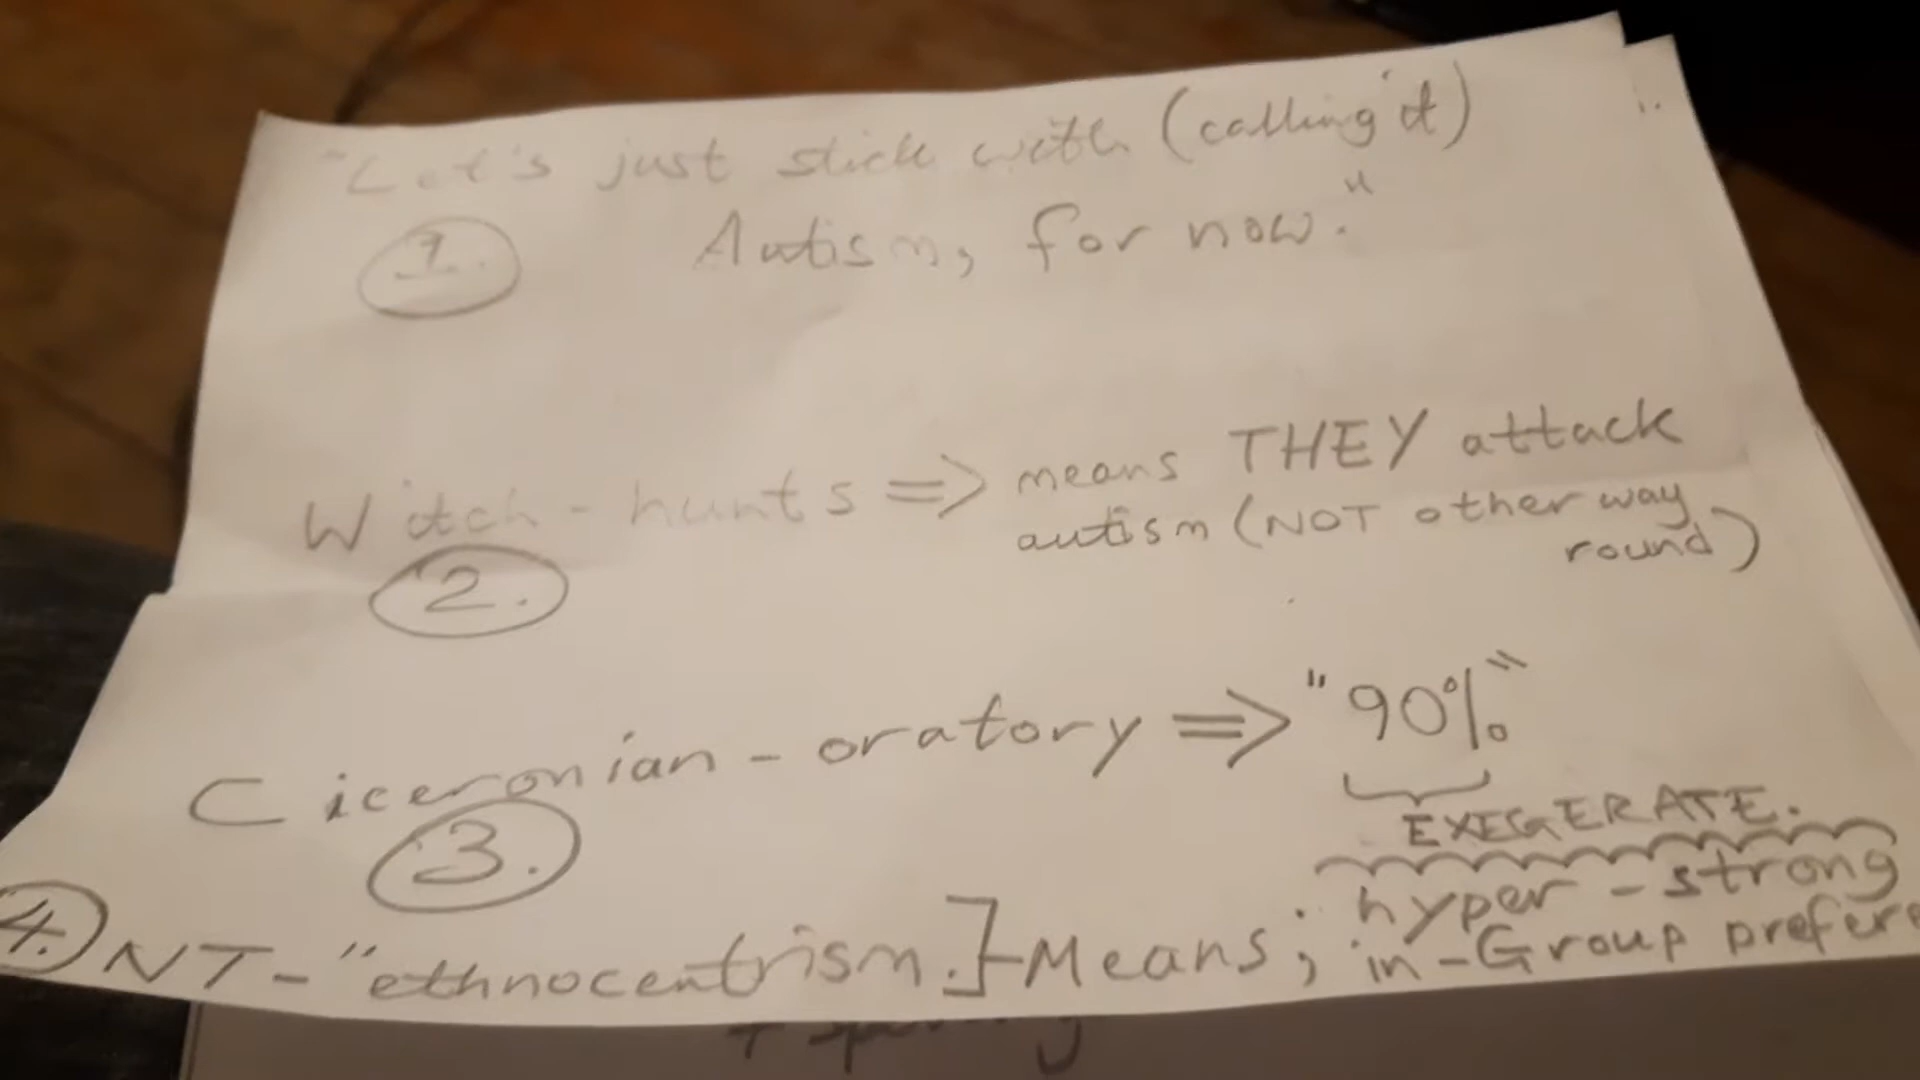 "Let's just stick with (calling it)
Autism, for now."
1.
Witch-hunts => means THEY attack
autism (NOT other way
round)
2.
Ciceronian-oratory => "90%"
EXEGERATE.
3.
4. NT-"ethnocentrism.]-Means; hyper-strong
in-Group prefere